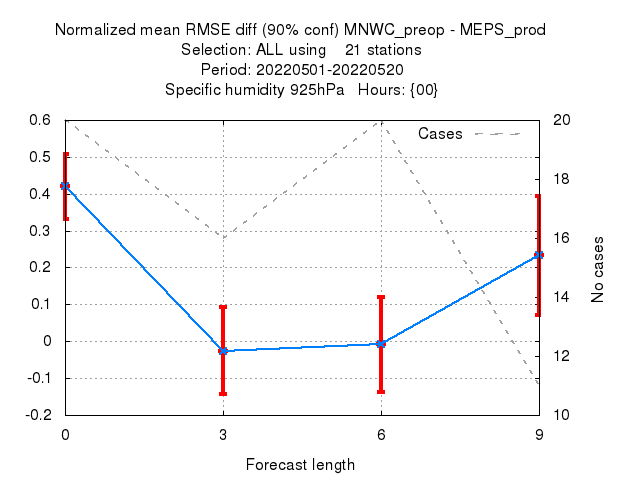 Normalized mean RMSE diff (90% conf) MNWC_preop - MEPS_prod
Selection: ALL using    21 stations
Period: 20220501-20220520
Specific humidity 925hPa   Hours: {00}
0.6
0.5
0.4
0.3
0.2
0.1
0
-0.1
-0.2
Cases
20
18
16
14
12
10
No cases
0 3 6 9
Forecast length